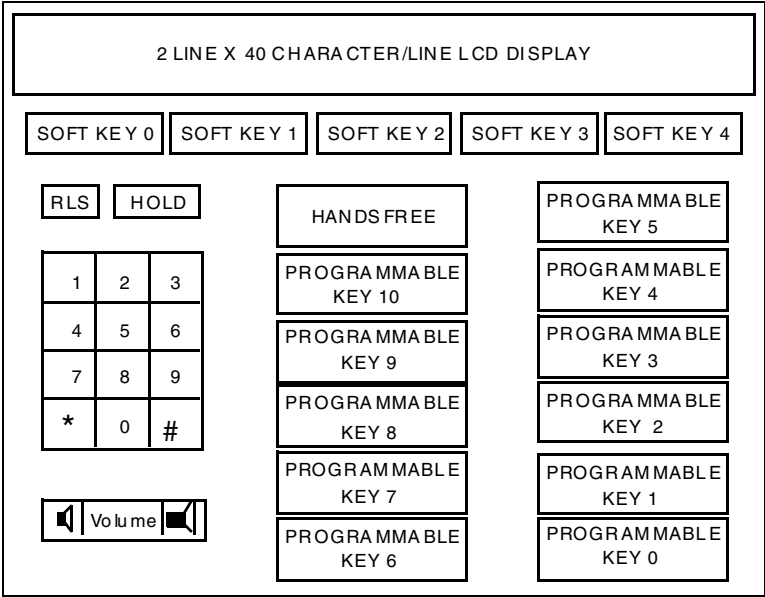 2 LINE X 40 CHARACTER/LINE LCD DISPLAY
SOFT KEY 0 SOFT KEY 1 SOFT KEY 2 SOFT KEY 3 SOFT KEY 4
RLS HOLD
1 2 3
4 5 6
7 8 9
* 0 #
Volume
HANDSFREE
PROGRAMMABLE
KEY 10
PROGRAMMABLE
KEY 9
PROGRAMMABLE
KEY 8
PROGRAMMABLE
KEY 7
PROGRAMMABLE
KEY 6
PROGRAMMABLE
KEY 5
PROGRAMMABLE
KEY 4
PROGRAMMABLE
KEY 3
PROGRAMMABLE
KEY 2
PROGRAMMABLE
KEY 1
PROGRAMMABLE
KEY 0